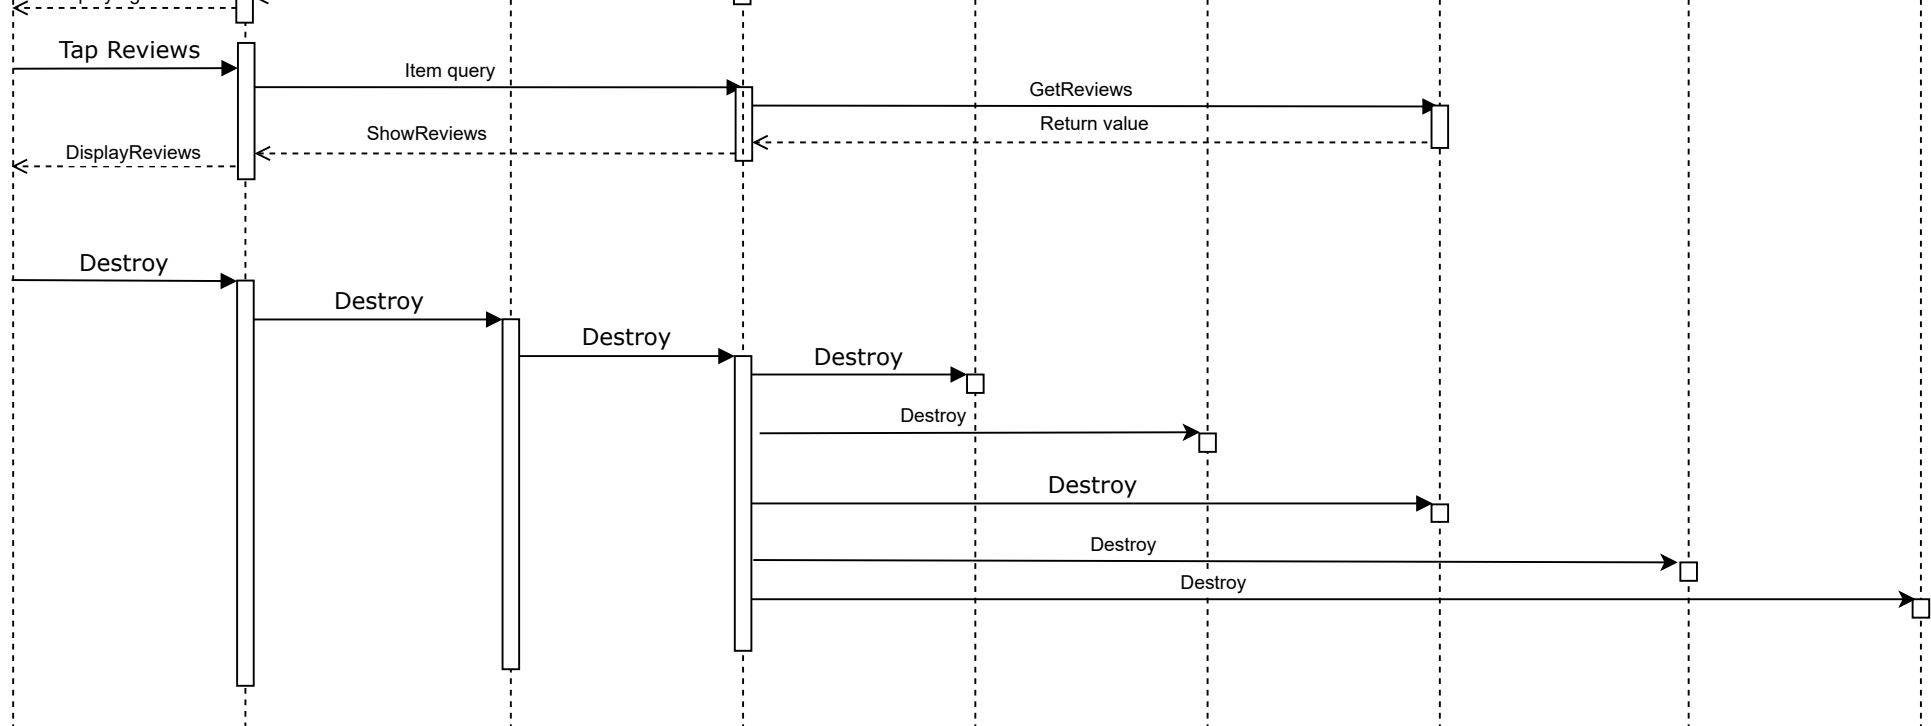 Tap Reviews
Item query
GetReviews
Return value
ShowReviews
DisplayReviews
Destroy
Destroy
Destroy
Destroy
Destroy
Destroy
Destroy
Destroy